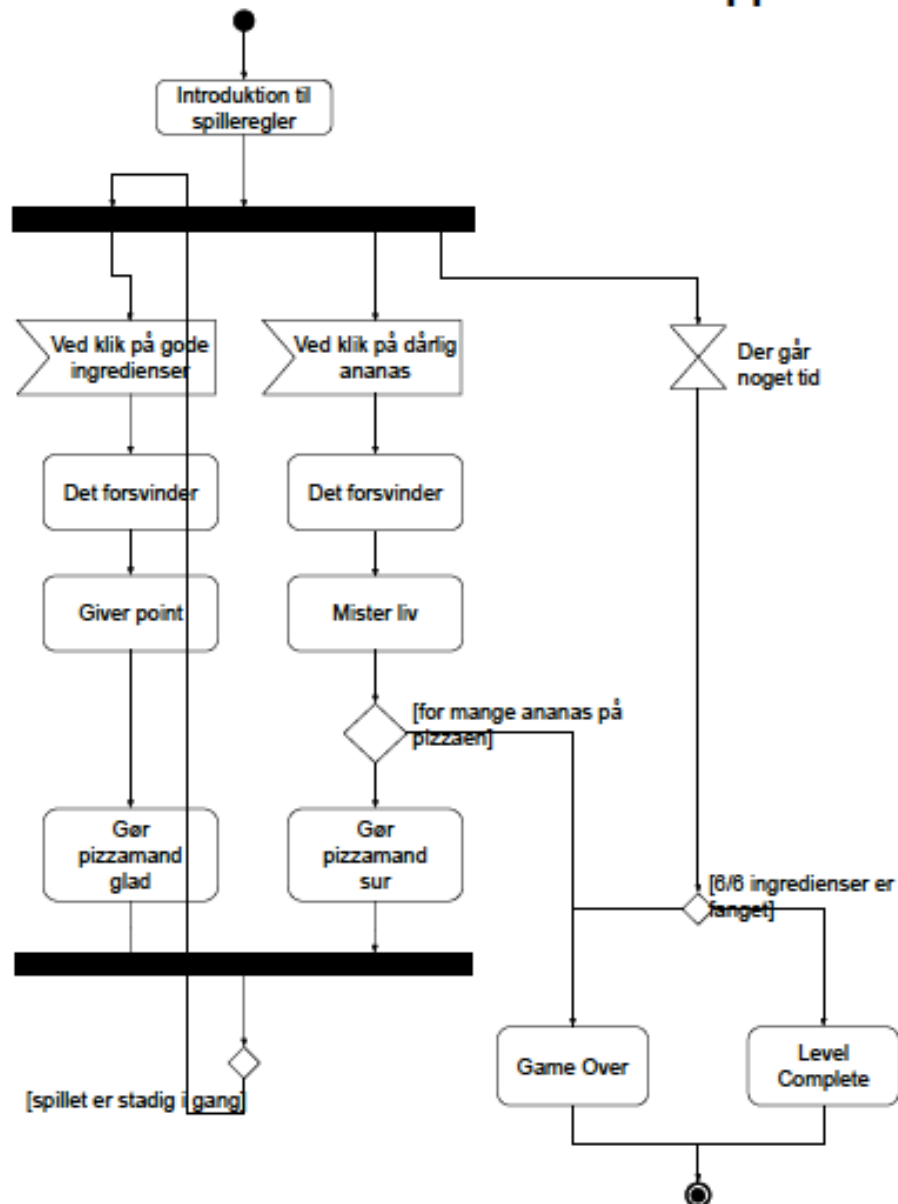 Introduktion til
spilleregler
Ved klik på gode
ingredienser
Ved klik på dårlig
ananas
Der går
noget tid
Det forsvinder
Det forsvinder
Giver point
Mister liv
[for mange ananas på
pizzaen]
Gør
pizzamand
glad
Gør
pizzamand
sur
[6/6 ingredienser er
fanget]
Game Over
Level
Complete
[spillet er stadig i gang]